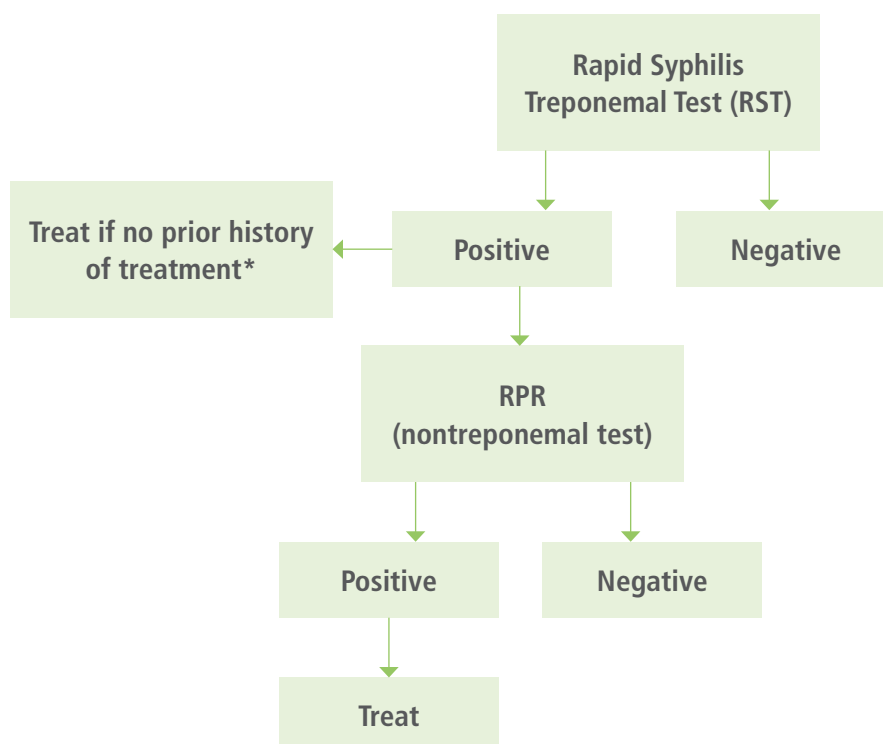 Rapid Syphilis
Treponemal Test (RST)
Treat if no prior history
of treatment*
Positive
Negative
RPR
(nontreponemal test)
Positive
Negative
Treat